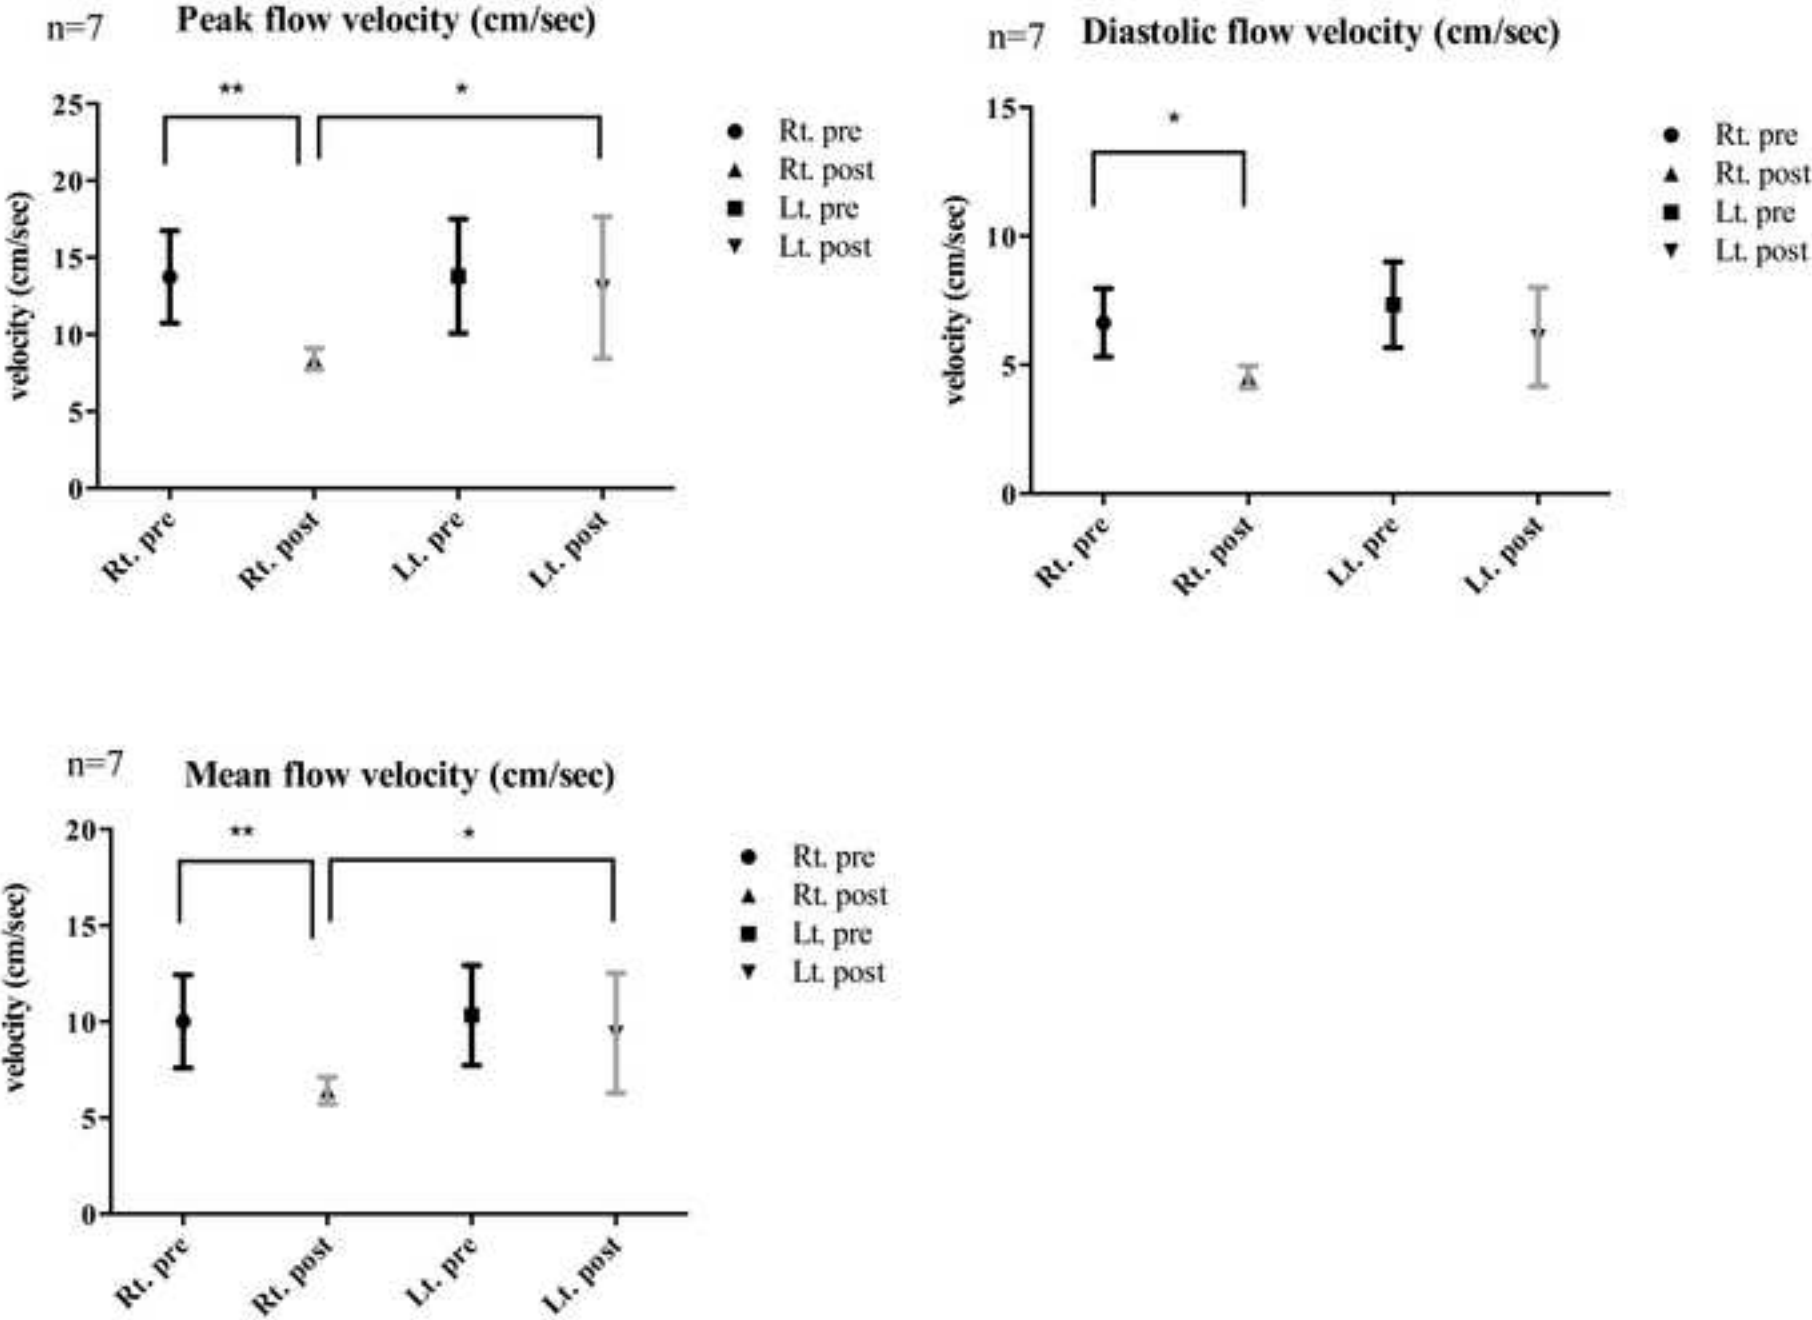 n=7
Peak flow velocity (cm/sec)
** *
25
20
15
10
5
0
velocity (cm/sec)
Rt. pre
Rt. post
Lt. pre
Lt. post
Rt. pre
Rt. post
Lt. pre
Lt. post
n=7
Diastolic flow velocity (cm/sec)
*
15
10
5
0
velocity (cm/sec)
Rt. pre
Rt. post
Lt. pre
Lt. post
Rt. pre
Rt. post
Lt. pre
Lt. post
n=7
Mean flow velocity (cm/sec)
** *
20
15
10
5
0
velocity (cm/sec)
Rt. pre
Rt. post
Lt. pre
Lt. post
Rt. pre
Rt. post
Lt. pre
Lt. post